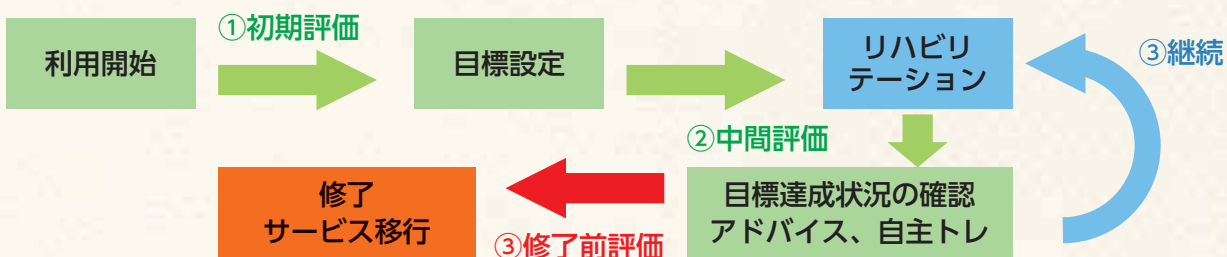 ①初期評価
利用開始
目標設定
リハビリ
テーション
③継続
②中間評価
目標達成状況の確認
アドバイス、自主トレ
修了
サービス移行
③修了前評価